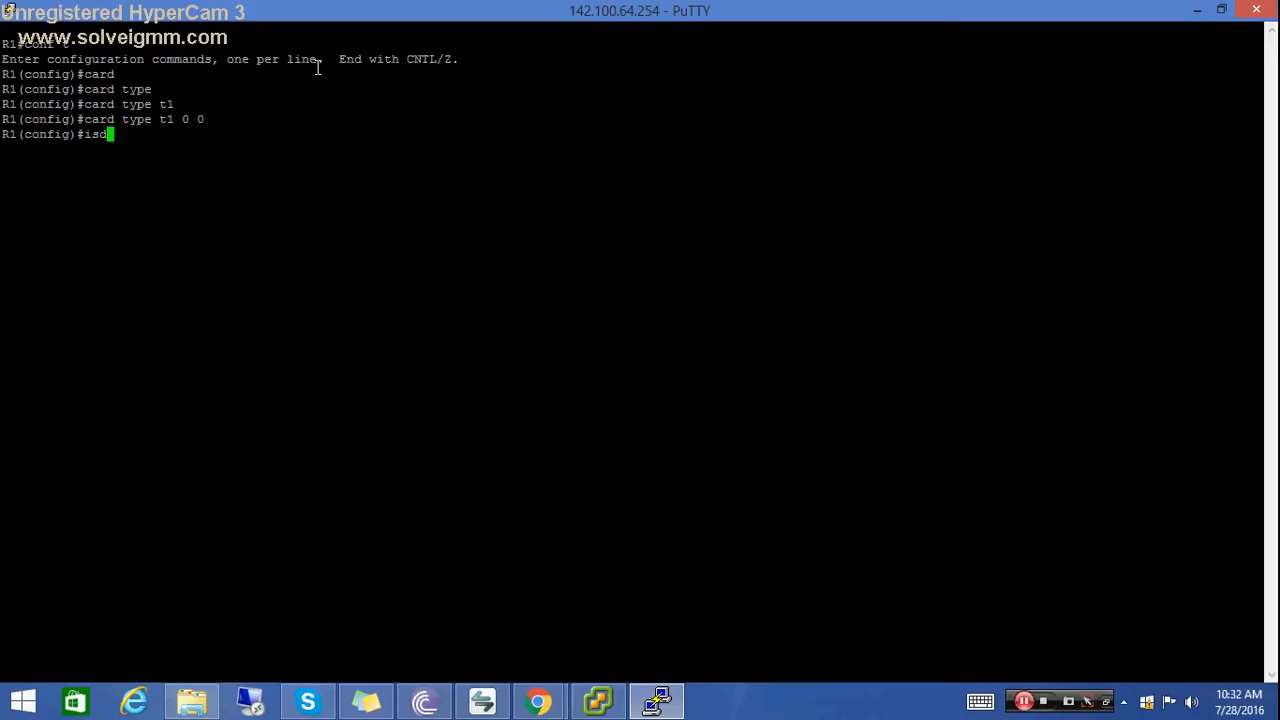 142.100.64.254 - PuTTY
Unregistered HyperCam 3
www.solveigmm.com
R1#conf t
Enter configuration commands, one per line.  End with CNTL/Z.
R1(config)#card
R1(config)#card type
R1(config)#card type t1
R1(config)#card type t1 0 0
R1(config)#isd
10:32 AM
7/28/2016